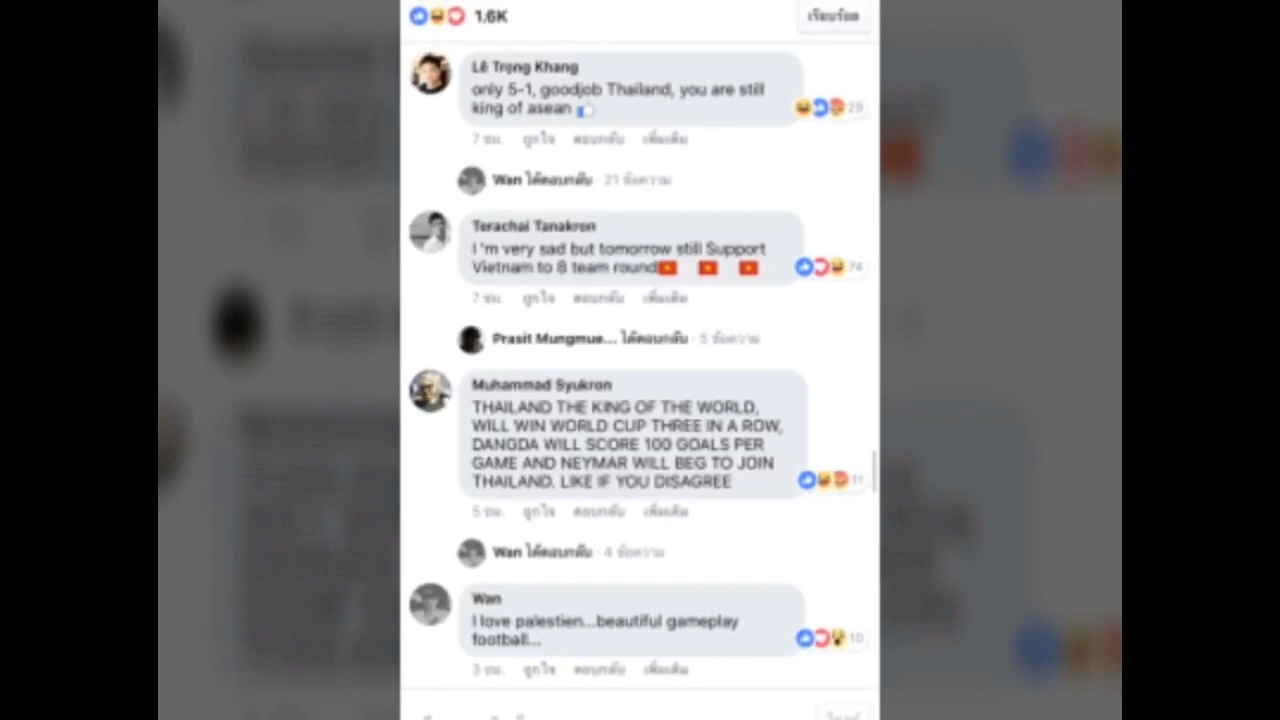 1.6K
เรียบร้อย
Lê Trọng Khang
only 5-1, goodjob Thailand, you are still
king of asean
29
7 ชม. ถูกใจ ตอบกลับ เพิ่มเติม
Wan ได้ตอบกลับ · 21 ข้อความ
Terachai Tanakron
I 'm very sad but tomorrow still Support
Vietnam to 8 team round
74
7 ชม. ถูกใจ ตอบกลับ เพิ่มเติม
Prasit Mungmue... ได้ตอบกลับ · 5 ข้อความ
Muhammad Syukron
THAILAND THE KING OF THE WORLD,
WILL WIN WORLD CUP THREE IN A ROW,
DANGDA WILL SCORE 100 GOALS PER
GAME AND NEYMAR WILL BEG TO JOIN
THAILAND. LIKE IF YOU DISAGREE
11
5 ชม. ถูกใจ ตอบกลับ เพิ่มเติม
Wan ได้ตอบกลับ · 4 ข้อความ
Wan
I love palestien...beautiful gameplay
football...
10
3 ชม. ถูกใจ ตอบกลับ เพิ่มเติม